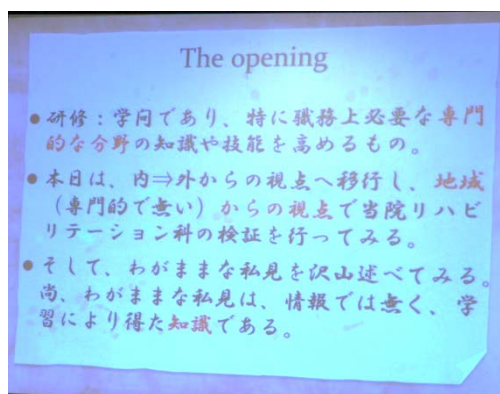 The opening
● 研修：学問であり、特に職務上必要な専門
的な分野の知識や技能を高めるもの。
● 本日は、内⇒外からの視点へ移行し、地域
（専門的で無い）からの視点で当院リハビ
リテーション科の検証を行ってみる。
● そして、わがままな私見を沢山述べてみる。
尚、わがままな私見は、情報では無く、学
習により得た知識である。